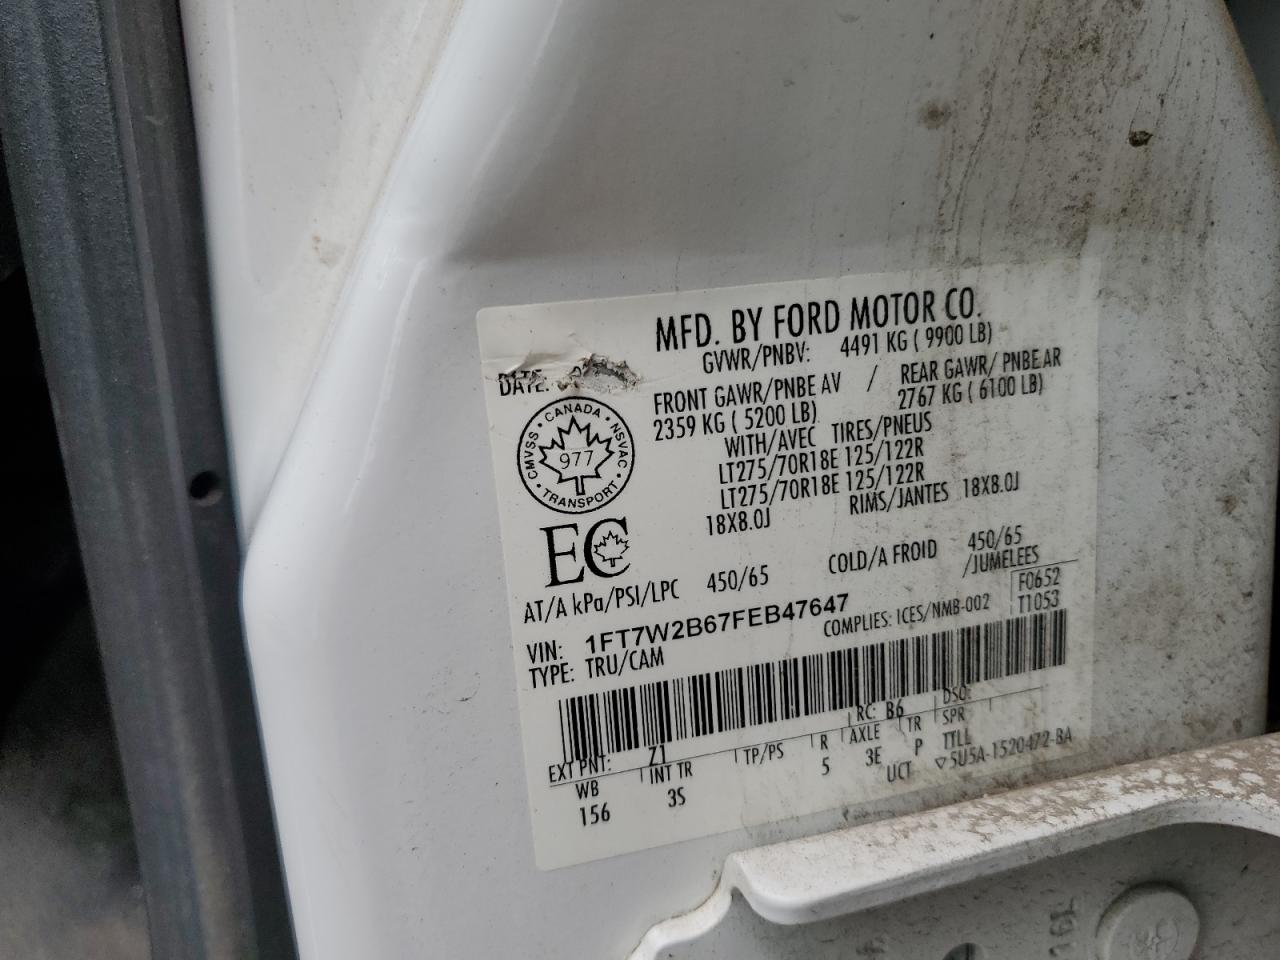 MFD. BY FORD MOTOR CO.
DATE:
GVWR/PNBV: 4491 KG ( 9900 LB)
FRONT GAWR/PNBE AV / REAR GAWR/ PNBE AR
2359 KG ( 5200 LB) 2767 KG ( 6100 LB)
WITH/AVEC TIRES/PNEUS
LT275/70R18E 125/122R
LT275/70R18E 125/122R
18X8.0J RIMS/JANTES 18X8.0J
CANADA
CMVSS NSVAC
977
TRANSPORT
EC
AT/A kPa/PSI/LPC 450/65 COLD/A FROID 450/65
/JUMELEES
VIN: 1FT7W2B67FEB47647 F0652
TYPE: TRU/CAM COMPLIES: ICES/NMB-002 T1053
EXT PNT: Z1 RC: B6 DSO:
WB INT TR TP/PS R AXLE TR SPR
156 3S 5 3E P TTLL
UCT ▽5U5A-1520472-BA